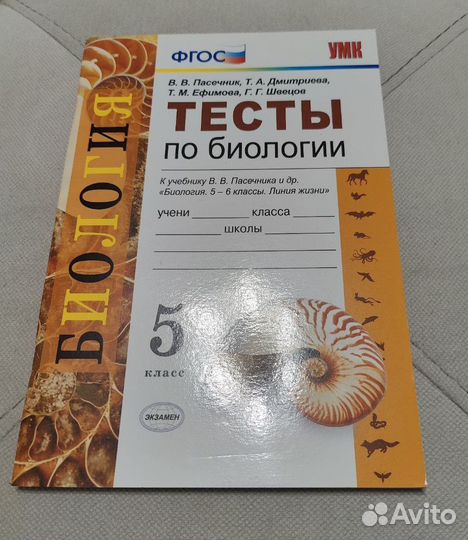 ФГОС
УМК
В. В. Пасечник, Т. А. Дмитриева,
Т. М. Ефимова, Г. Г. Швецов
ТЕСТЫ
по биологии
К учебнику В. В. Пасечника и др.
«Биология. 5 – 6 классы. Линия жизни»
учени класса
школы
БИОЛОГИЯ
5
класс
ЭКЗАМЕН
Avito